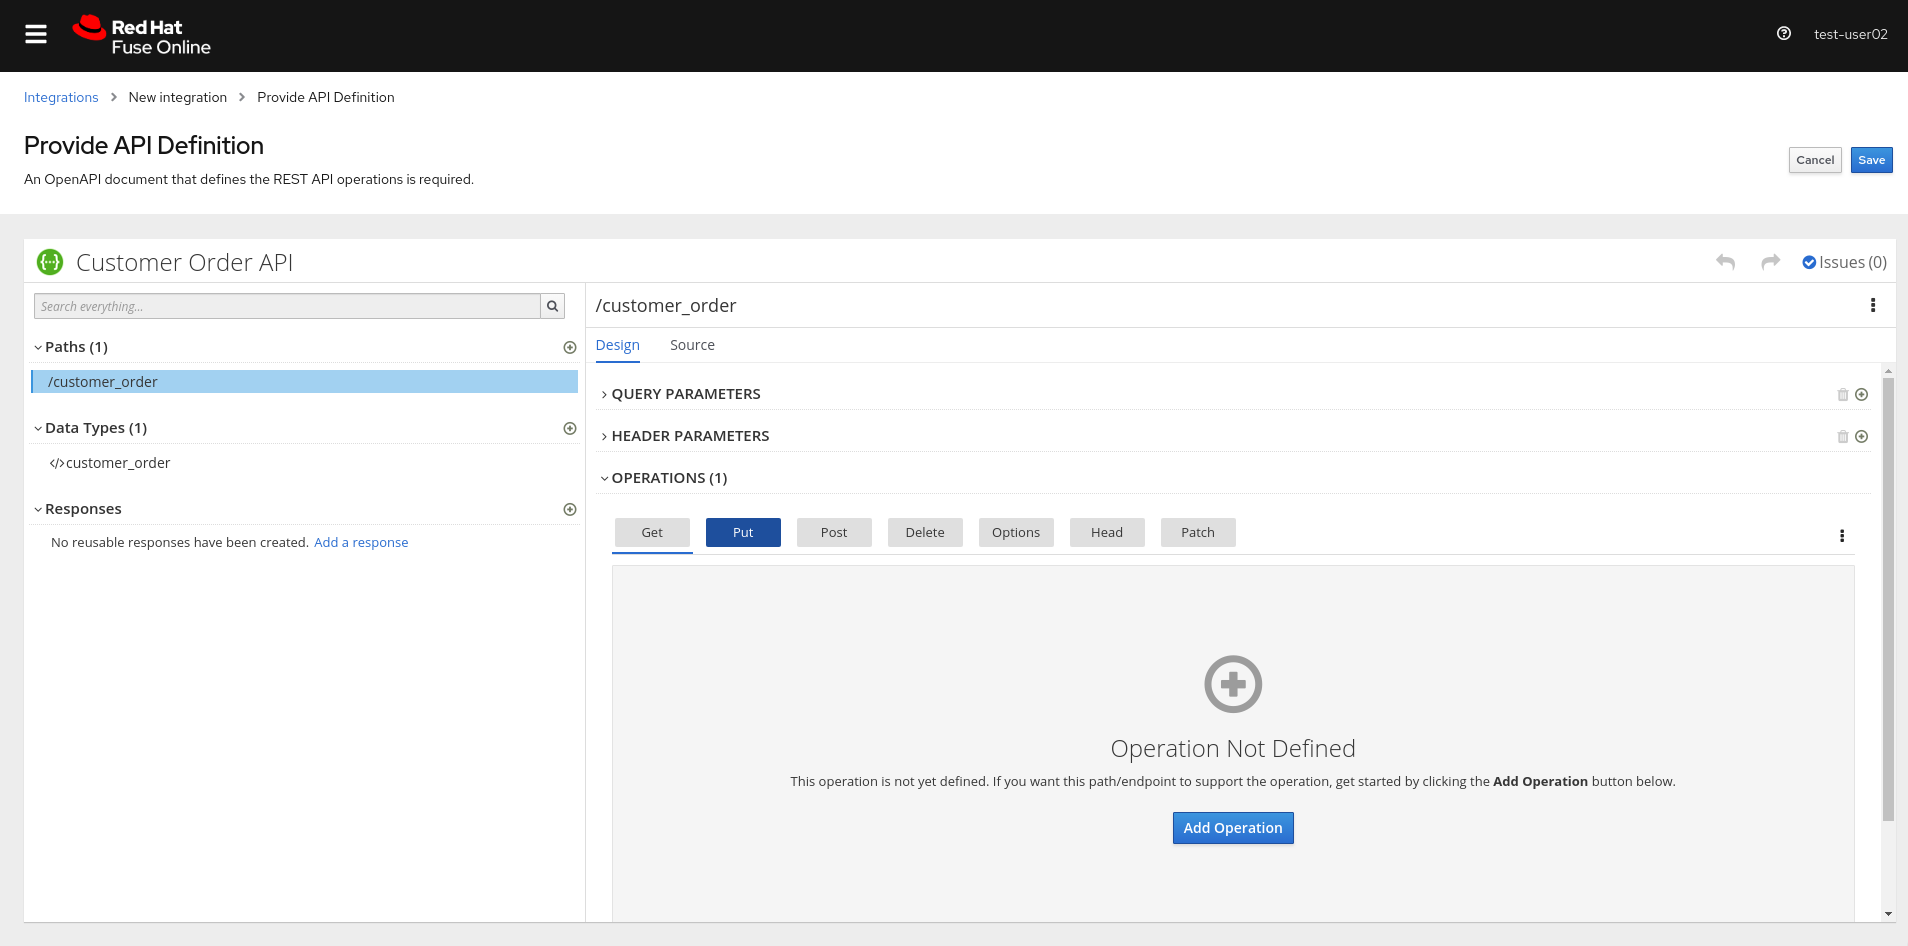 Red Hat
Fuse Online
test-user02
Integrations > New integration > Provide API Definition
Provide API Definition
An OpenAPI document that defines the REST API operations is required.
Cancel
Save
{···} Customer Order API
Issues (0)
Search everything...
Paths (1)
/customer_order
Data Types (1)
</> customer_order
Responses
No reusable responses have been created. Add a response
/customer_order
Design Source
QUERY PARAMETERS
HEADER PARAMETERS
OPERATIONS (1)
Get Put Post Delete Options Head Patch
Operation Not Defined
This operation is not yet defined. If you want this path/endpoint to support the operation, get started by clicking the Add Operation button below.
Add Operation